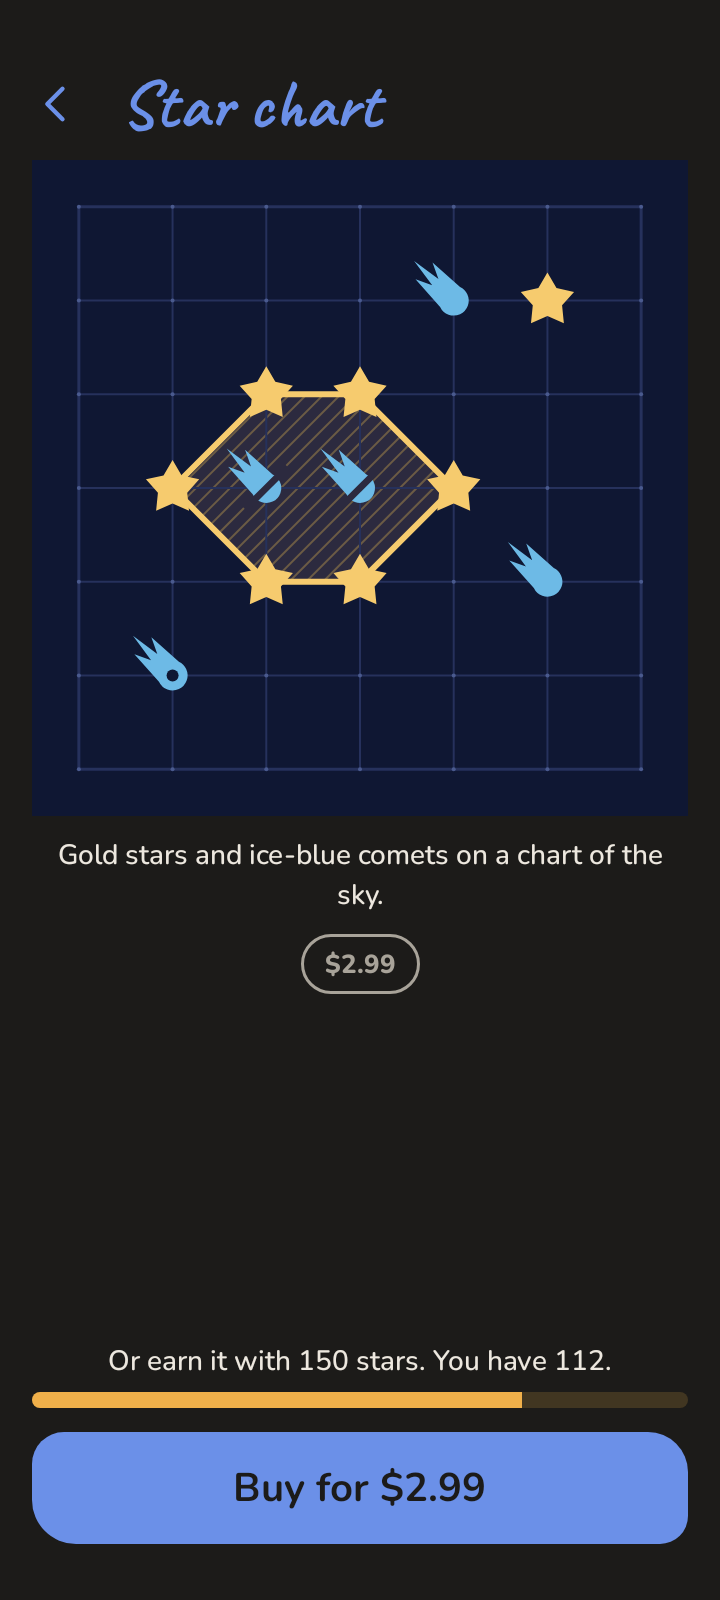 Star chart
Gold stars and ice-blue comets on a chart of the
sky.
$2.99
Or earn it with 150 stars. You have 112.
Buy for $2.99